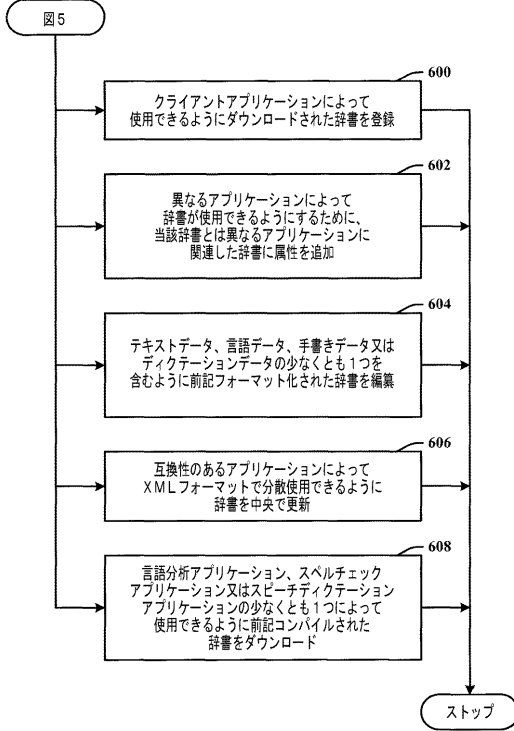 図5
600
クライアントアプリケーションによって
使用できるようにダウンロードされた辞書を登録
602
異なるアプリケーションによって
辞書が使用できるようにするために、
当該辞書とは異なるアプリケーションに
関連した辞書に属性を追加
604
テキストデータ、言語データ、手書きデータ又は
ディクテーションデータの少なくとも1つを
含むように前記フォーマット化された辞書を編纂
606
互換性のあるアプリケーションによって
XMLフォーマットで分散使用できるように
辞書を中央で更新
608
言語分析アプリケーション、スペルチェック
アプリケーション又はスピーチディクテーション
アプリケーションの少なくとも1つによって
使用できるように前記コンパイルされた
辞書をダウンロード
ストップ